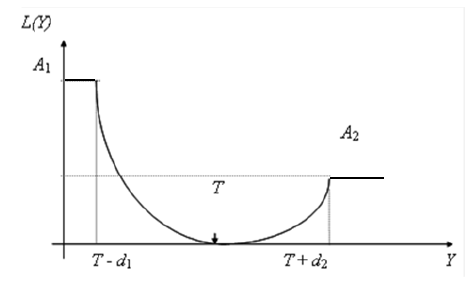 L(Y)
A1
A2
T
T - d1
T + d2
Y